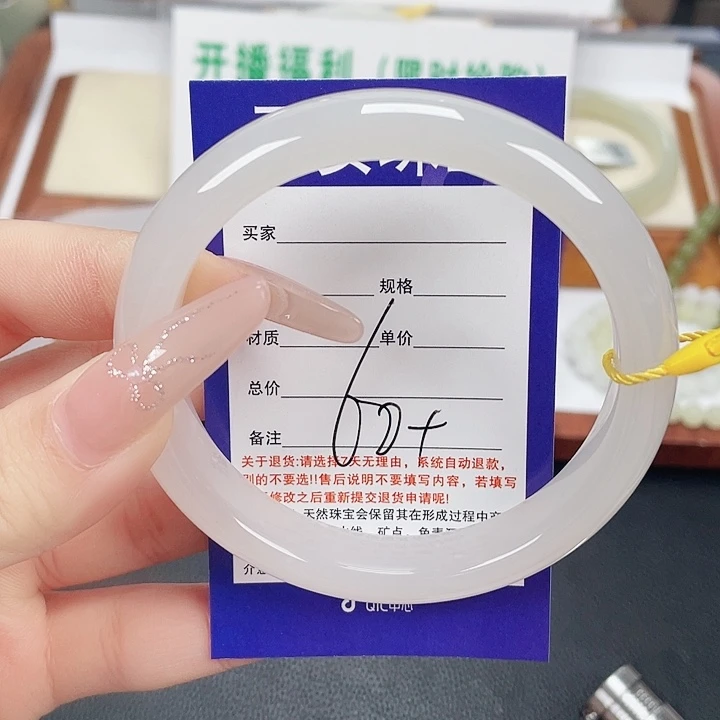 开播福利
买家
规格
材质 单价
总价
60+
备注
关于退货:请选择7天无理由，系统自动退款，
别的不要选!!售后说明不要填写内容，若填写
修改之后重新提交退货申请呢!
天然珠宝会保留其在形成过程中
矿点
QIC中心